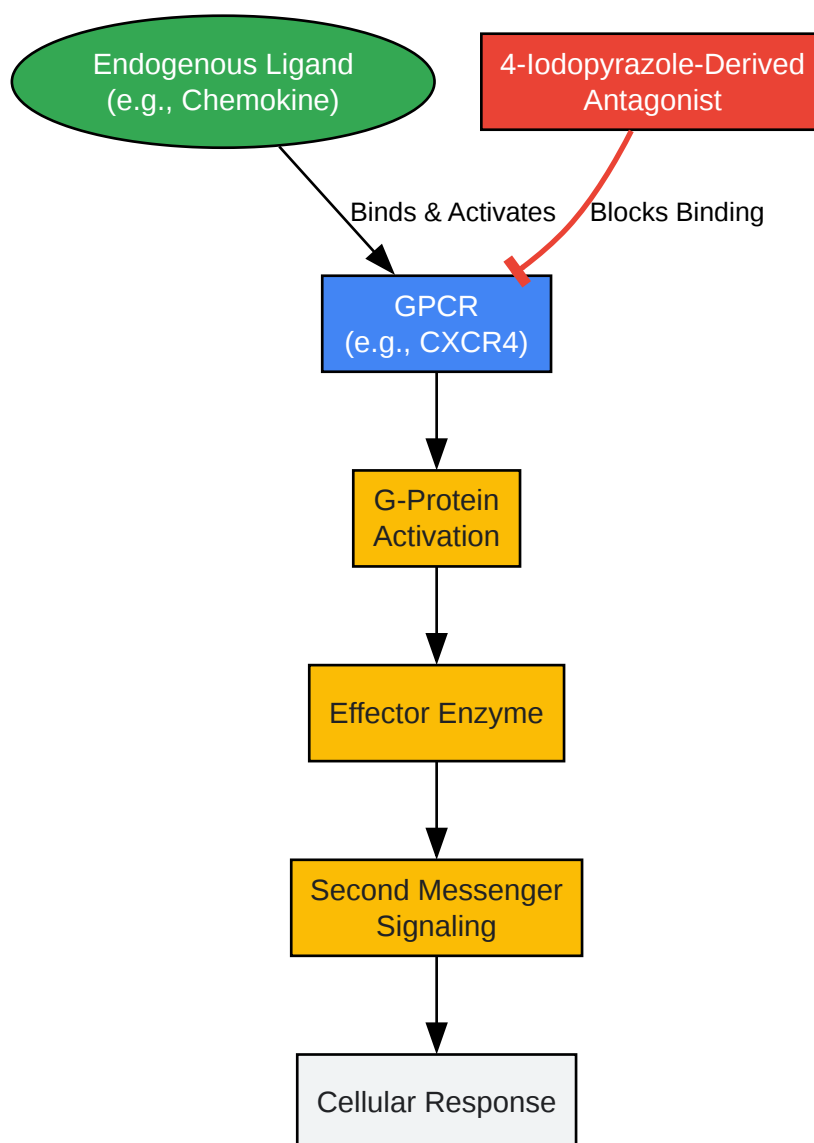 Endogenous Ligand
(e.g., Chemokine)
4-Iodopyrazole-Derived
Antagonist
Binds & Activates
Blocks Binding
GPCR
(e.g., CXCR4)
G-Protein
Activation
Effector Enzyme
Second Messenger
Signaling
Cellular Response